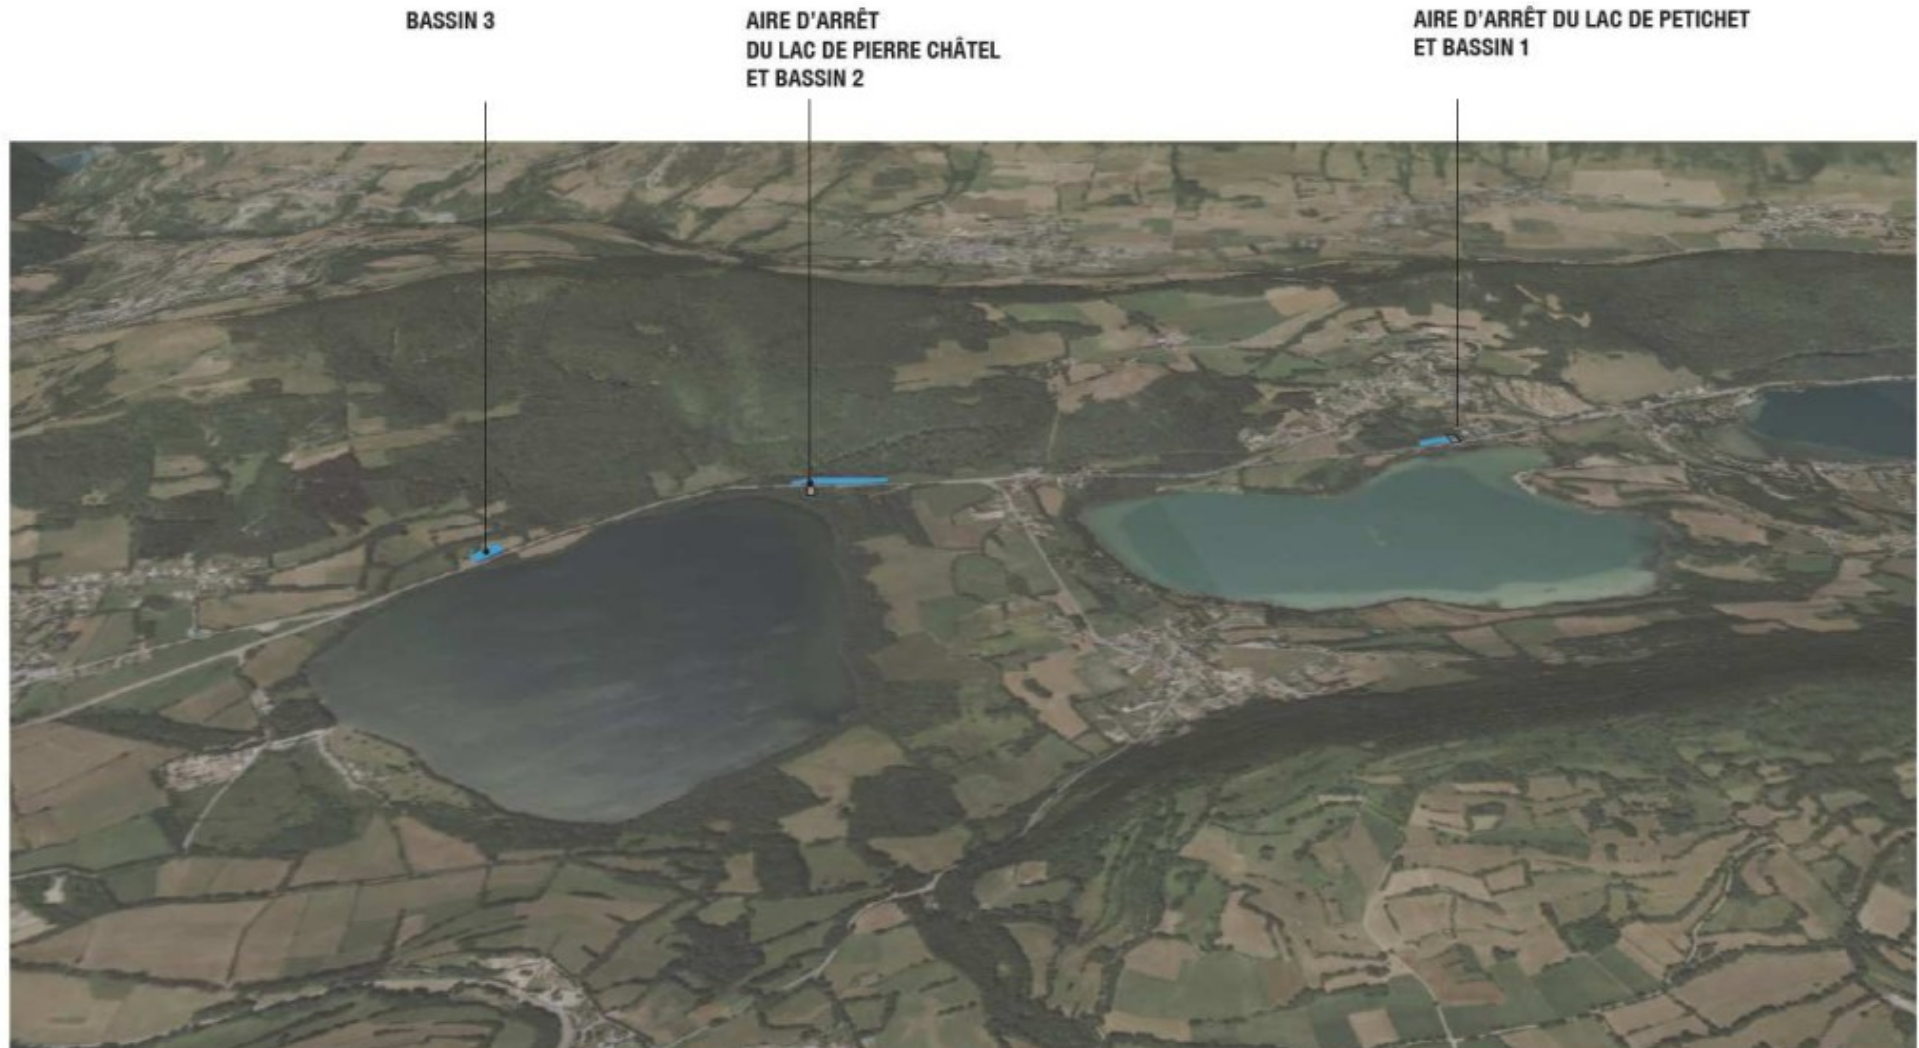 BASSIN 3
AIRE D'ARRÊT
DU LAC DE PIERRE CHÂTEL
ET BASSIN 2
AIRE D'ARRÊT DU LAC DE PETICHET
ET BASSIN 1